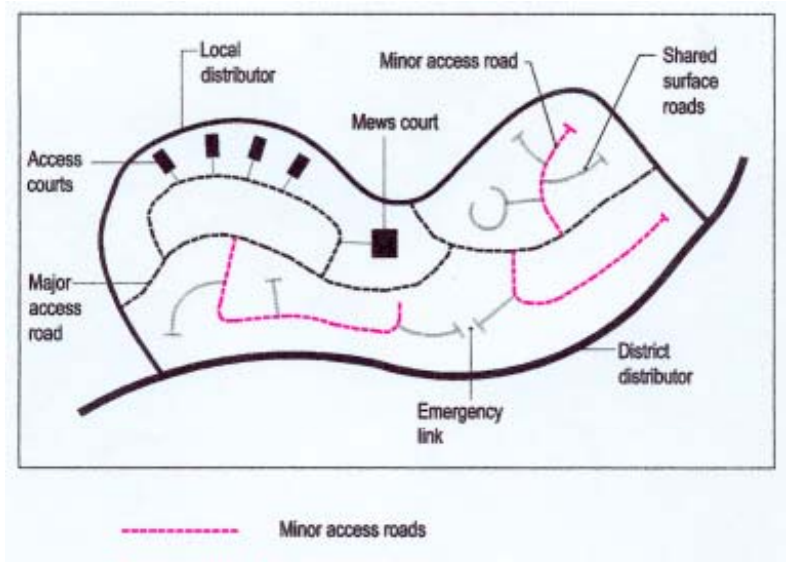 Local
distributor
Minor access road
Shared
surface
roads
Mews court
Access
courts
Major
access
road
District
distributor
Emergency
link
Minor access roads